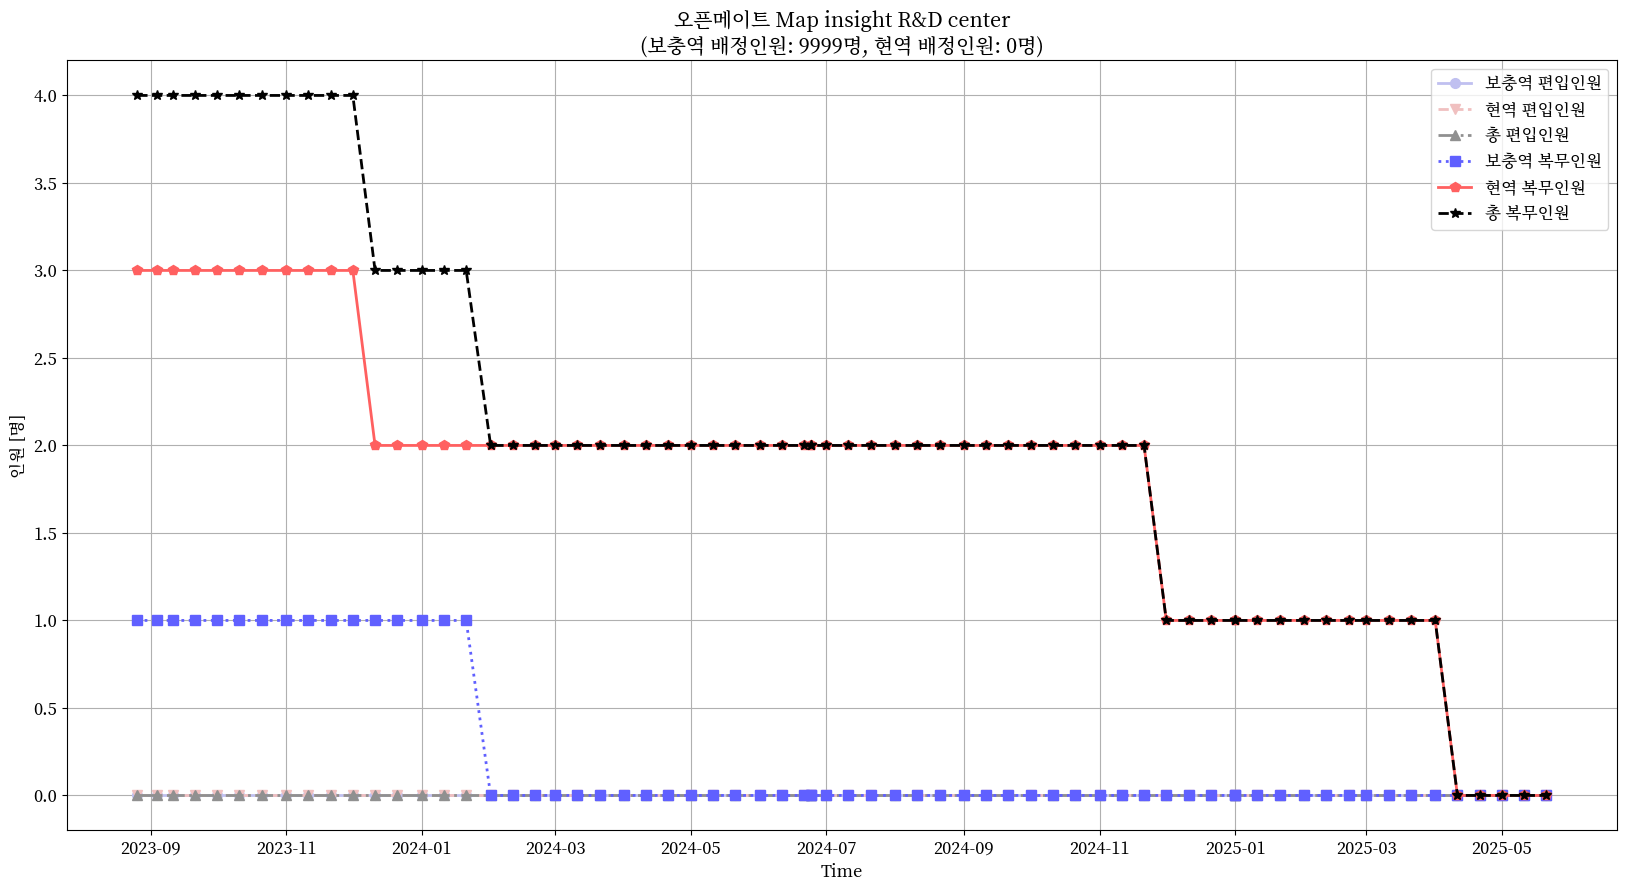 오픈메이트 Map insight R&D center
(보충역 배정인원: 9999명, 현역 배정인원: 0명)
보충역 편입인원
현역 편입인원
총 편입인원
보충역 복무인원
현역 복무인원
총 복무인원
인원 [명]
4.0
3.5
3.0
2.5
2.0
1.5
1.0
0.5
0.0
2023-09
2023-11
2024-01
2024-03
2024-05
2024-07
2024-09
2024-11
2025-01
2025-03
2025-05
Time